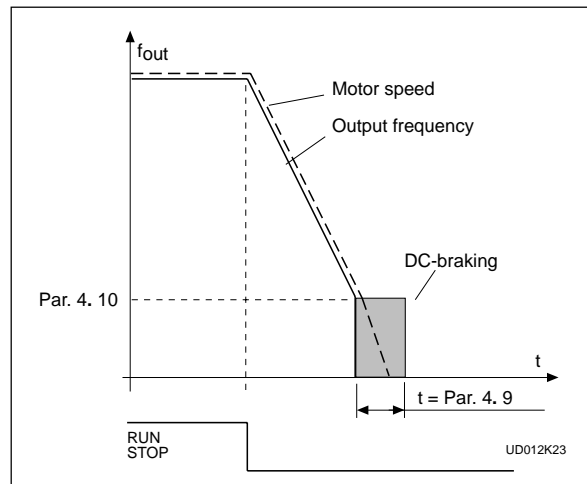 fout
Motor speed
Output frequency
DC-braking
Par. 4. 10
t
t = Par. 4. 9
RUN
STOP
UD012K23